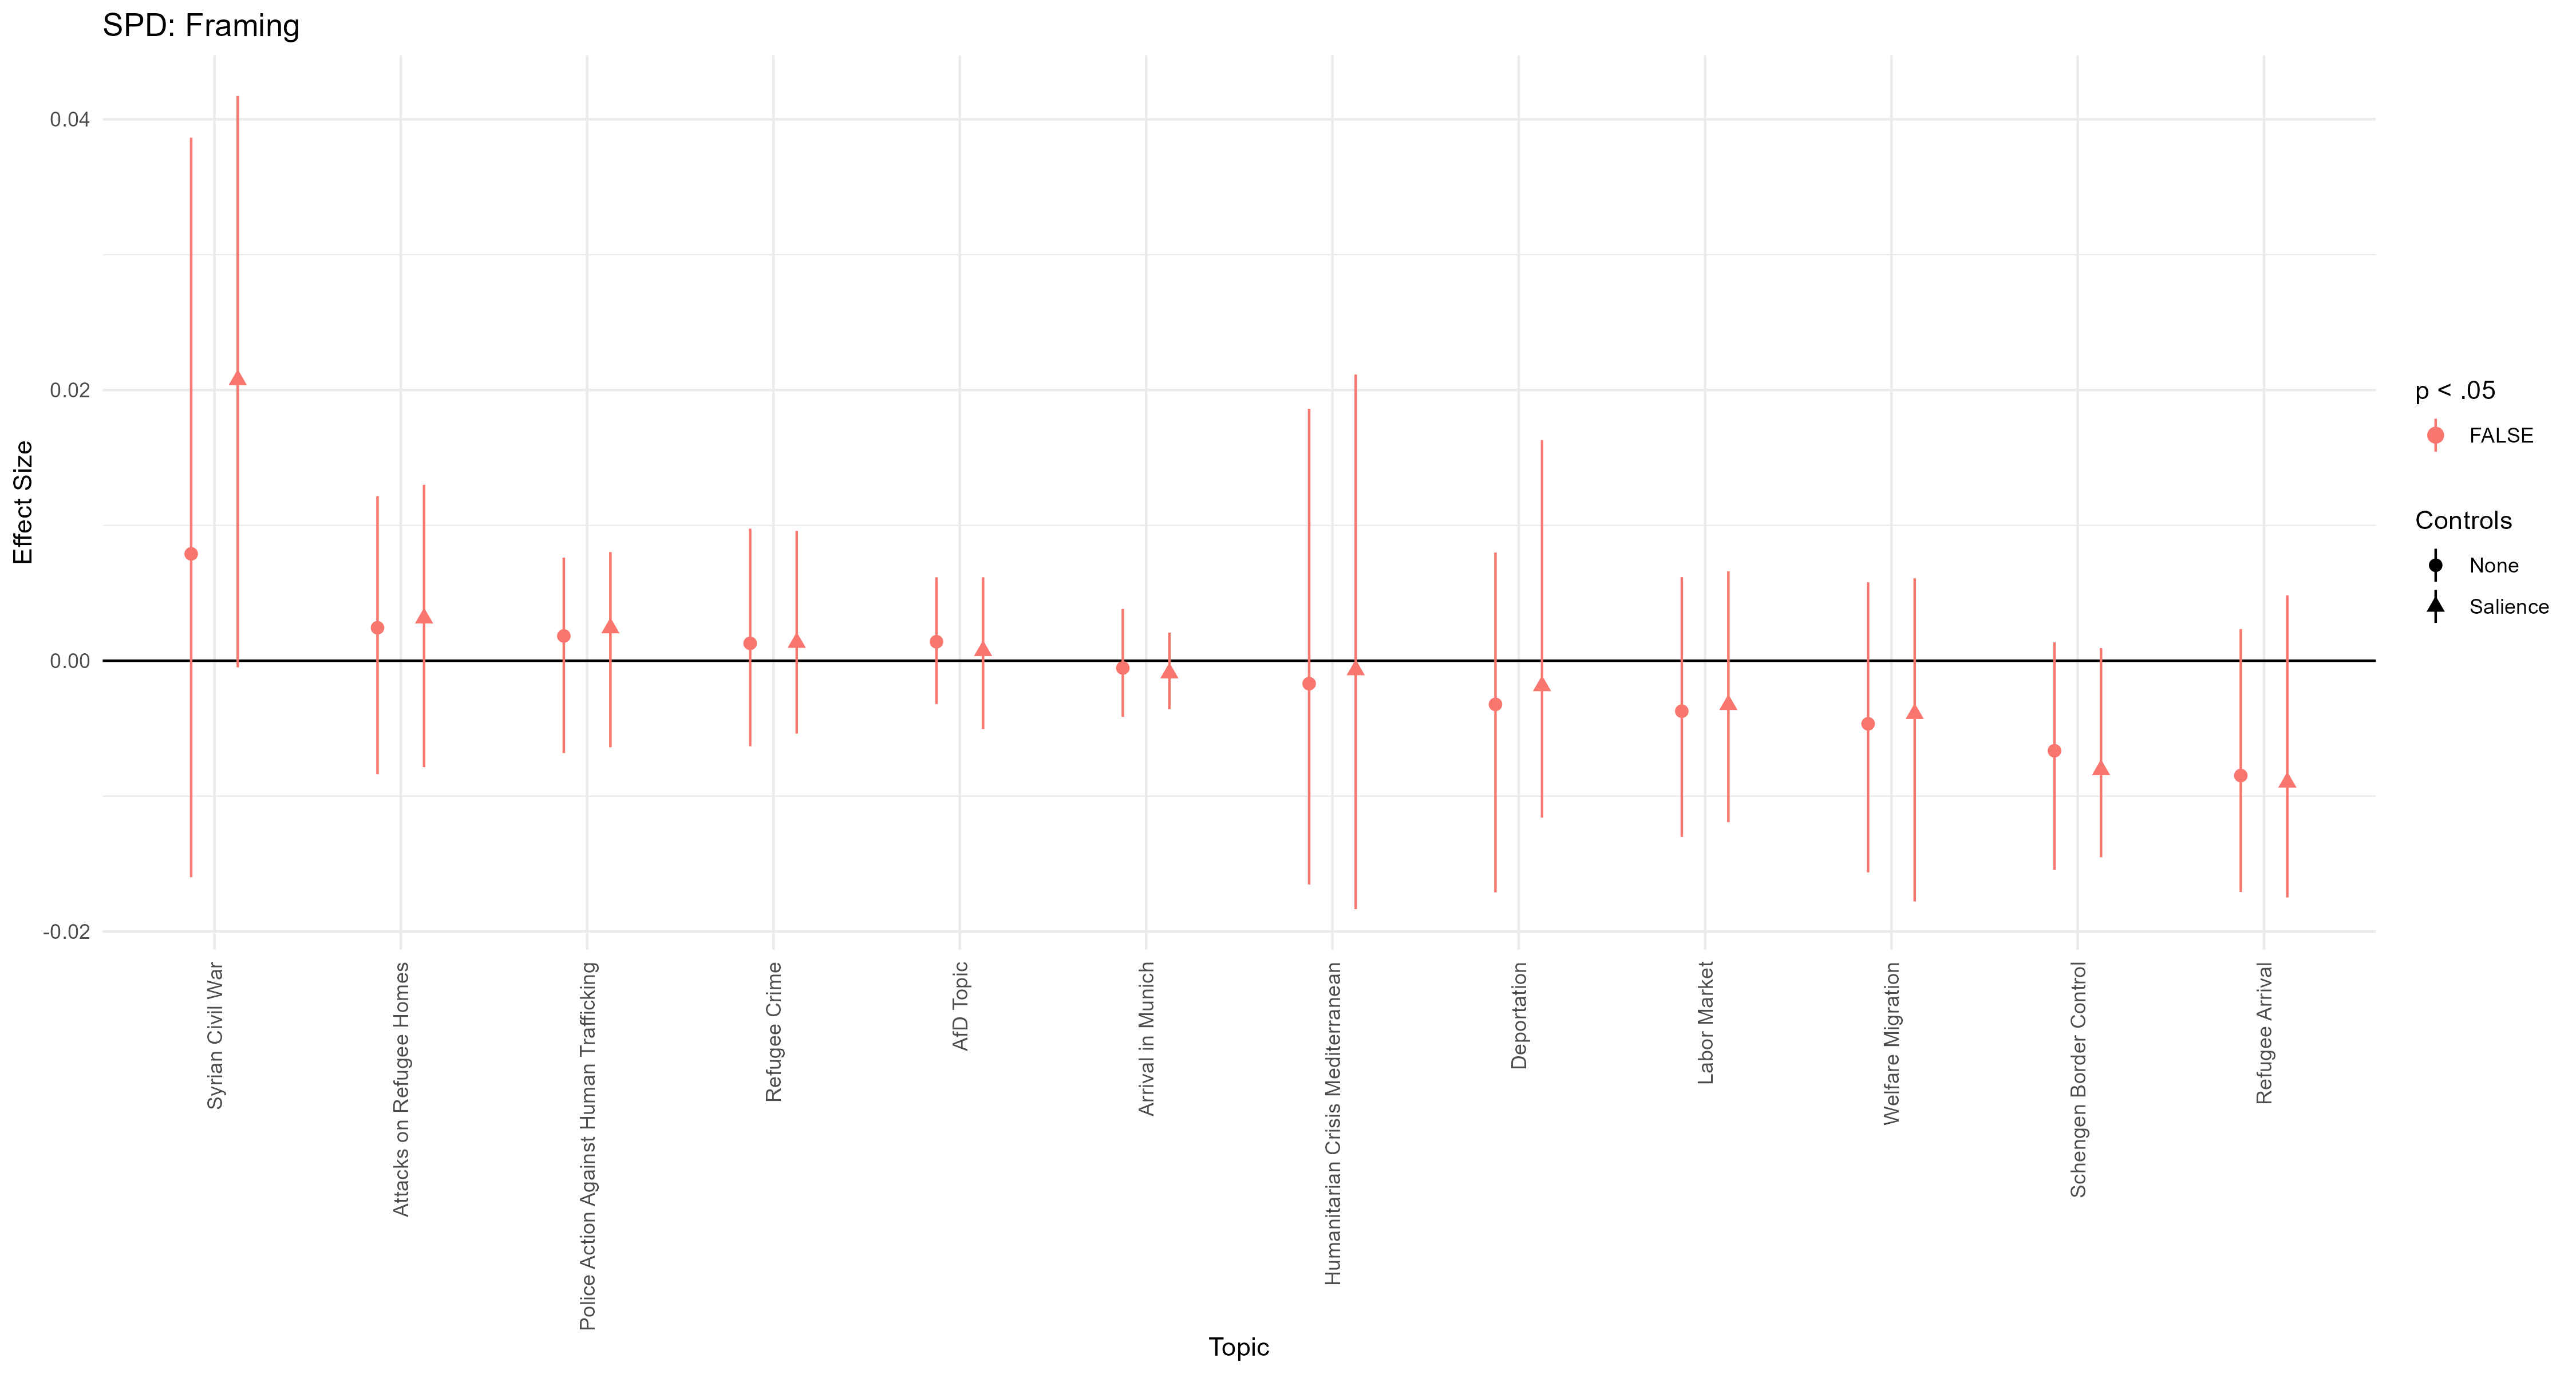 SPD: Framing
Effect Size
0.04
0.02
0.00
-0.02
Syrian Civil War
Attacks on Refugee Homes
Police Action Against Human Trafficking
Refugee Crime
AfD Topic
Arrival in Munich
Humanitarian Crisis Mediterranean
Deportation
Labor Market
Welfare Migration
Schengen Border Control
Refugee Arrival
Topic
p < .05
FALSE
Controls
None
Salience